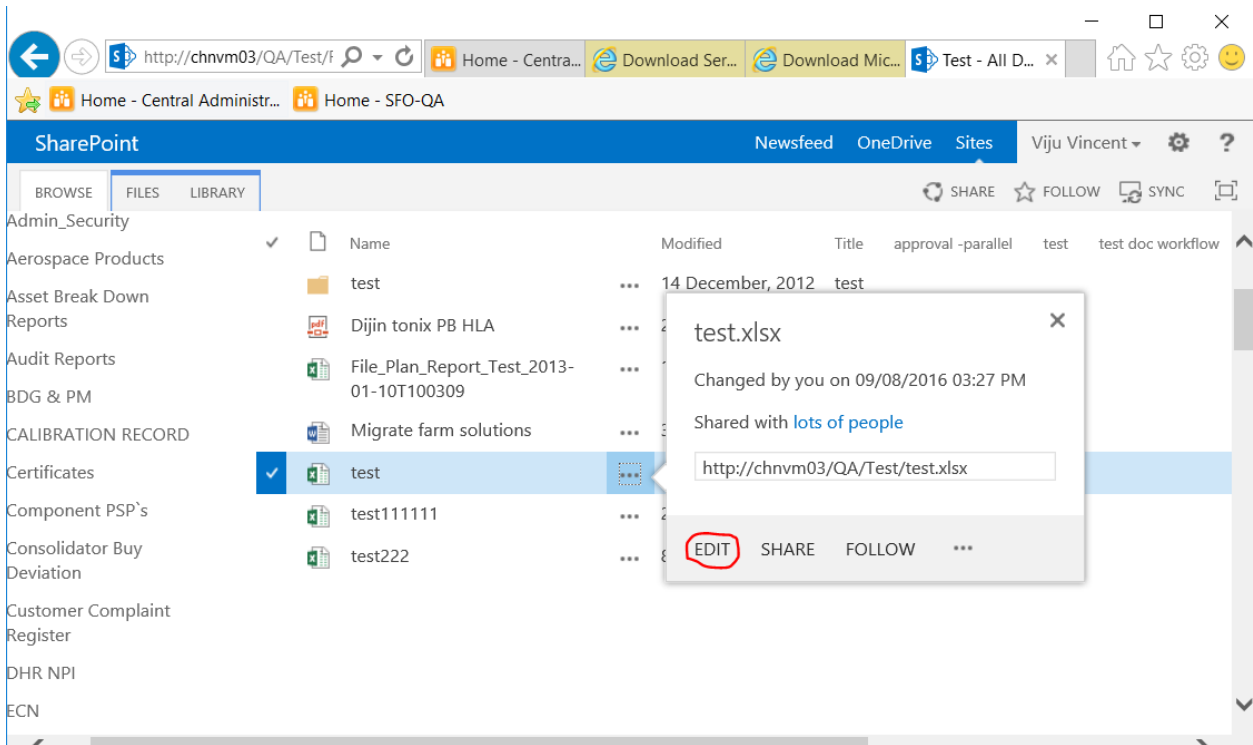 http://chnvm03/QA/Test/F
Home - Centra...
Download Ser...
Download Mic...
Test - All D...
Home - Central Administr...
Home - SFO-QA
SharePoint
Newsfeed OneDrive Sites Viju Vincent ?
BROWSE FILES LIBRARY SHARE FOLLOW SYNC
Admin_Security
Aerospace Products
Asset Break Down
Reports
Audit Reports
BDG & PM
CALIBRATION RECORD
Certificates
Component PSP`s
Consolidator Buy
Deviation
Customer Complaint
Register
DHR NPI
ECN
Name Modified Title approval -parallel test test doc workflow
test ... 14 December, 2012 test
Dijin tonix PB HLA ...
File_Plan_Report_Test_2013-
01-10T100309 ...
Migrate farm solutions ...
test ...
test111111 ...
test222 ...
test.xlsx
Changed by you on 09/08/2016 03:27 PM
Shared with lots of people
http://chnvm03/QA/Test/test.xlsx
EDIT SHARE FOLLOW ...